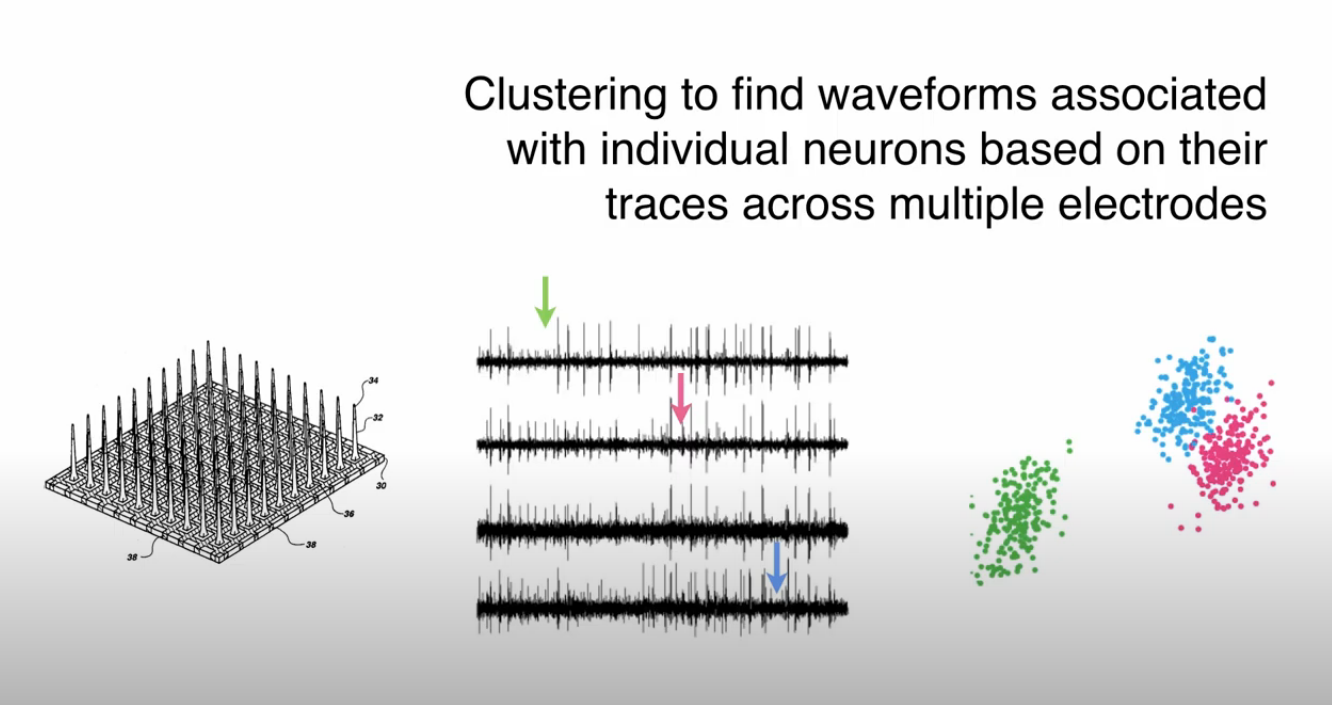 Clustering to find waveforms associated
with individual neurons based on their
traces across multiple electrodes
34
32
30
36
38
38